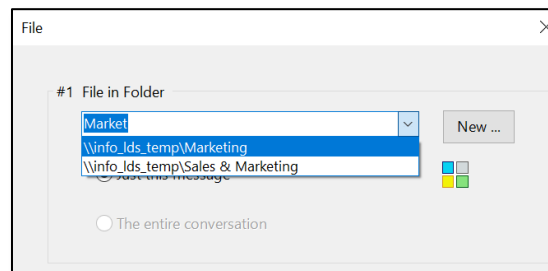 File
#1 File in Folder
Market
New ...
\\info_lds_temp\Marketing
\\info_lds_temp\Sales & Marketing
Just this message
The entire conversation